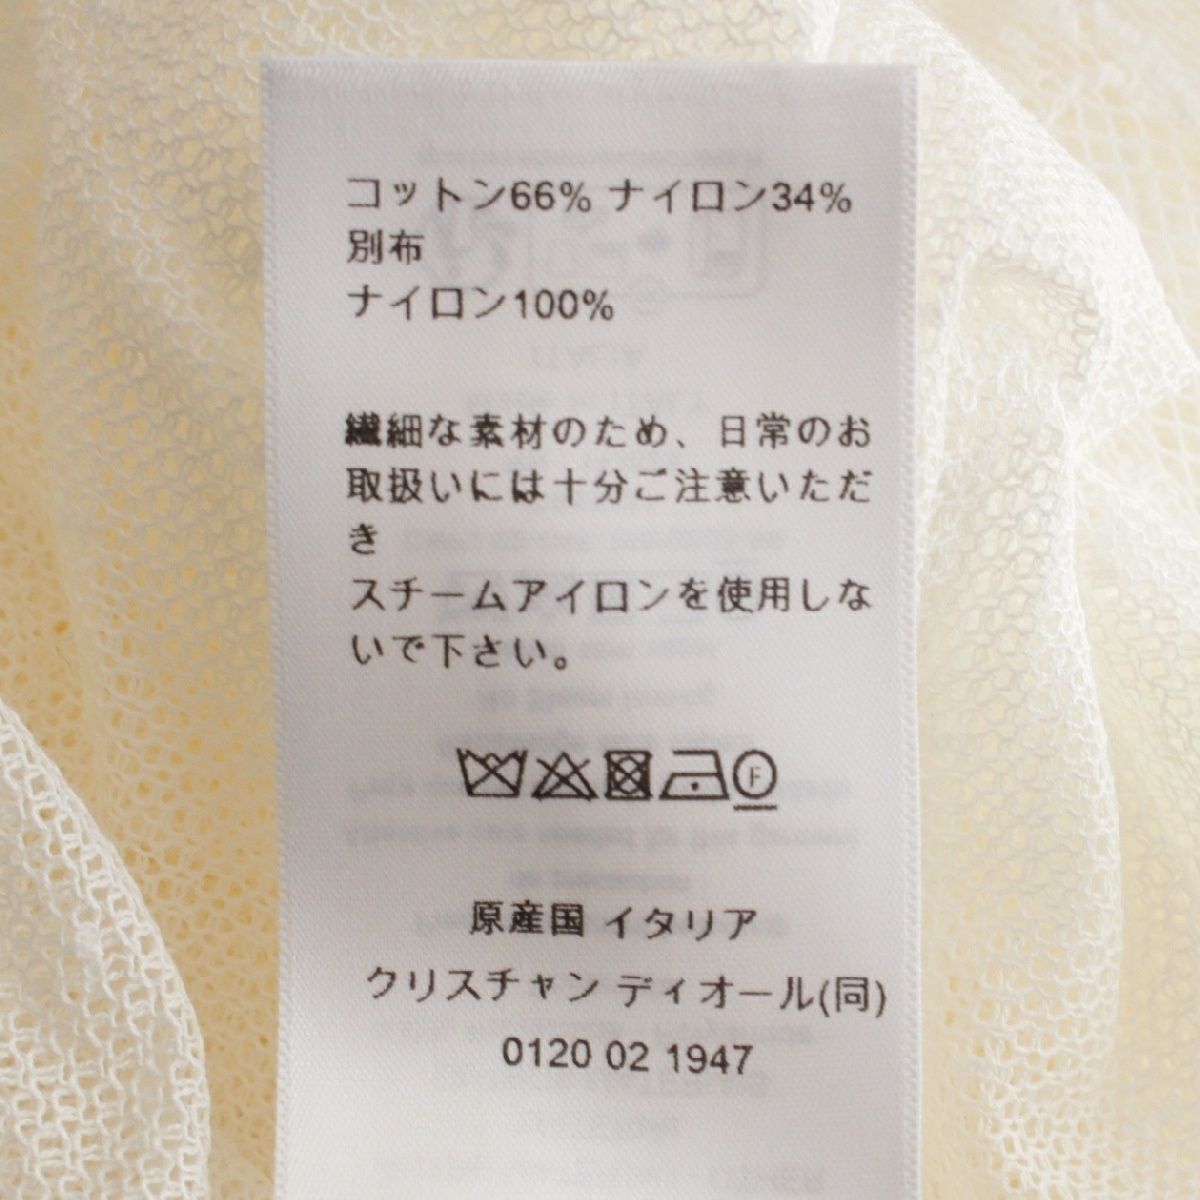 コットン66% ナイロン34%
別布
ナイロン100%
繊細な素材のため、日常のお
取扱いには十分ご注意いただ
き
スチームアイロンを使用しな
いで下さい。
F
原産国 イタリア
クリスチャン ディオール(同)
0120 02 1947